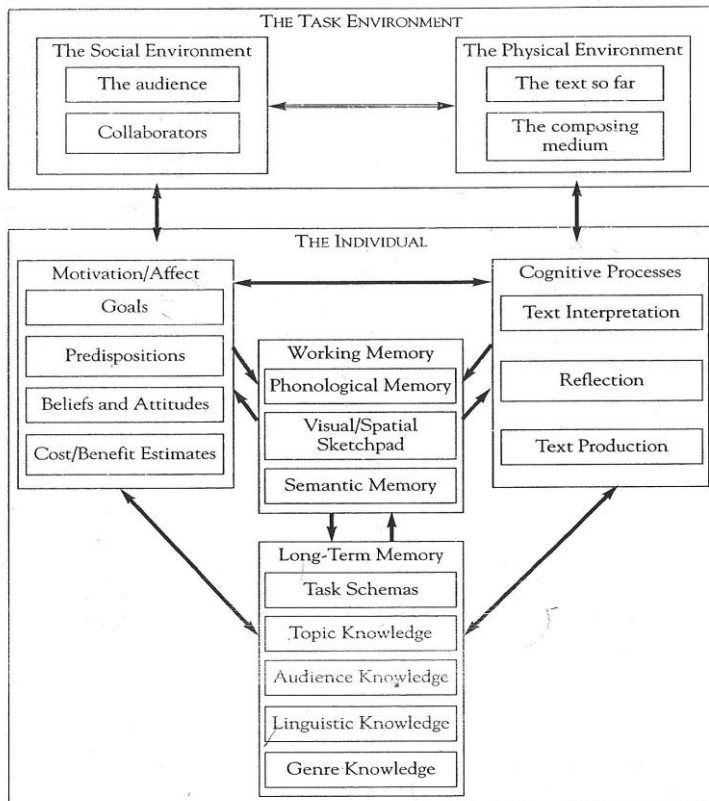 THE TASK ENVIRONMENT
The Social Environment
The audience
Collaborators
The Physical Environment
The text so far
The composing
medium
THE INDIVIDUAL
Motivation/Affect
Goals
Predispositions
Beliefs and Attitudes
Cost/Benefit Estimates
Working Memory
Phonological Memory
Visual/Spatial
Sketchpad
Semantic Memory
Cognitive Processes
Text Interpretation
Reflection
Text Production
Long-Term Memory
Task Schemas
Topic Knowledge
Audience Knowledge
Linguistic Knowledge
Genre Knowledge